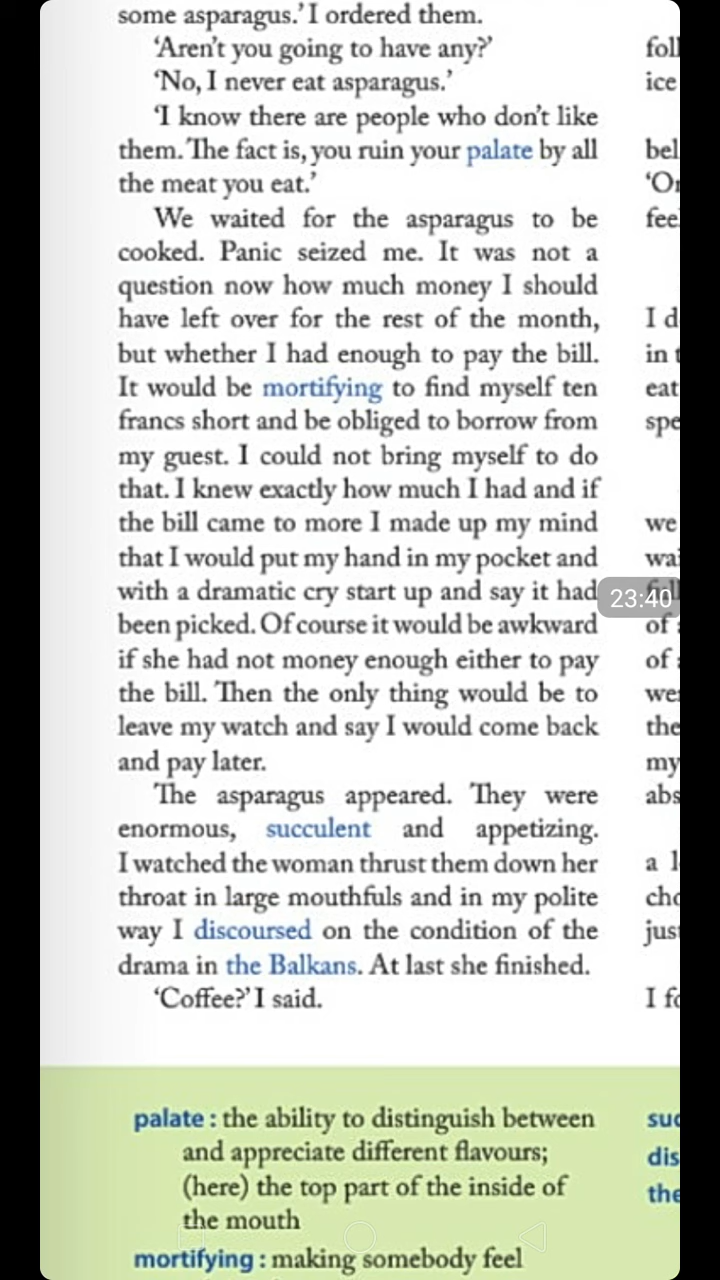 some asparagus.’ I ordered them.
‘Aren’t you going to have any?’
‘No, I never eat asparagus.’
‘I know there are people who don’t like
them. The fact is, you ruin your palate by all
the meat you eat.’
We waited for the asparagus to be
cooked. Panic seized me. It was not a
question now how much money I should
have left over for the rest of the month,
but whether I had enough to pay the bill.
It would be mortifying to find myself ten
francs short and be obliged to borrow from
my guest. I could not bring myself to do
that. I knew exactly how much I had and if
the bill came to more I made up my mind
that I would put my hand in my pocket and
with a dramatic cry start up and say it had
been picked. Of course it would be awkward
if she had not money enough either to pay
the bill. Then the only thing would be to
leave my watch and say I would come back
and pay later.
The asparagus appeared. They were
enormous, succulent and appetizing.
I watched the woman thrust them down her
throat in large mouthfuls and in my polite
way I discoursed on the condition of the
drama in the Balkans. At last she finished.
‘Coffee?’ I said.
palate : the ability to distinguish between
and appreciate different flavours;
(here) the top part of the inside of
the mouth
mortifying : making somebody feel
ice
I
in
eat
we
of
of
the
my
a
I
the
23:40